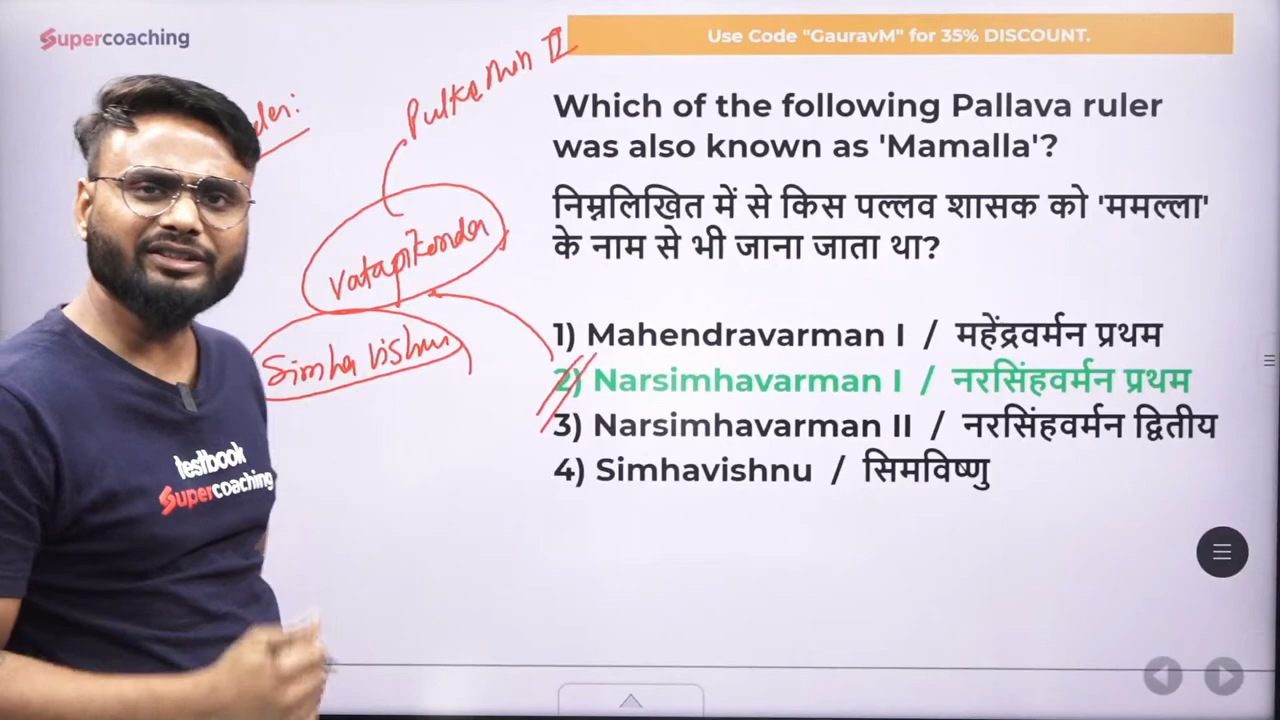 Supercoaching
Use Code "GauravM" for 35% DISCOUNT.
der:
Pulkeshin II
Vatapikonda
Simha Vishnu
Which of the following Pallava ruler
was also known as 'Mamalla'?
निम्नलिखित में से किस पल्लव शासक को 'ममल्ला'
के नाम से भी जाना जाता था?
1) Mahendravarman I / महेंद्रवर्मन प्रथम
2) Narsimhavarman I / नरसिंहवर्मन प्रथम
3) Narsimhavarman II / नरसिंहवर्मन द्वितीय
4) Simhavishnu / सिमविष्णु
testbook
Supercoaching